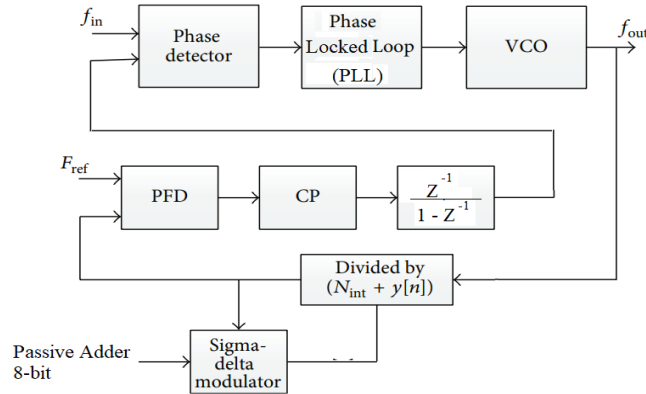 f_in
Phase
detector
Phase
Locked Loop
(PLL)
VCO
f_out
F_ref
PFD
CP
Z^-1
1 - Z^-1
Divided by
(N_int + y[n])
Passive Adder
8-bit
Sigma-
delta
modulator